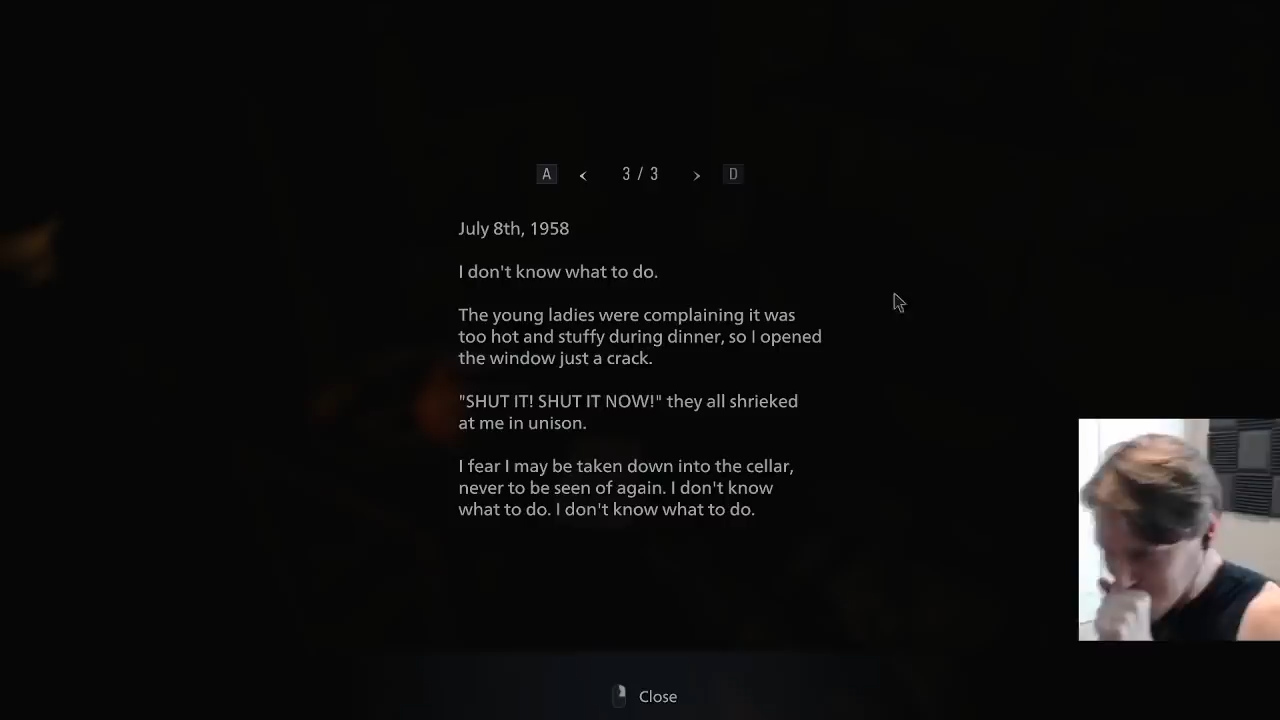 A < 3 / 3 > D
July 8th, 1958
I don't know what to do.
The young ladies were complaining it was
too hot and stuffy during dinner, so I opened
the window just a crack.
"SHUT IT! SHUT IT NOW!" they all shrieked
at me in unison.
I fear I may be taken down into the cellar,
never to be seen of again. I don't know
what to do. I don't know what to do.
Close